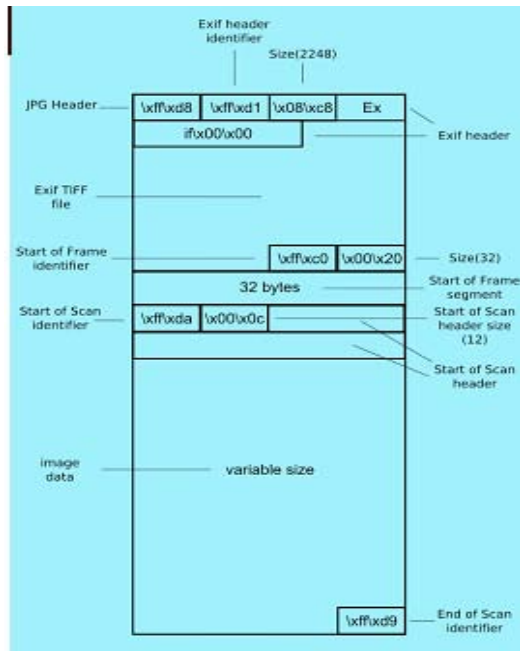 Exif header
identifier
Size(2248)
JPG Header
\xff\xd8
\xff\xd1
\x08\xc8
Ex
if\x00\x00
Exif header
Exif TIFF
file
Start of Frame
identifier
\xff\xc0
\x00\x20
Size(32)
32 bytes
Start of Frame
segment
Start of Scan
identifier
\xff\xda
\x00\x0c
Start of Scan
header size
(12)
Start of Scan
header
image
data
variable size
\xff\xd9
End of Scan
identifier